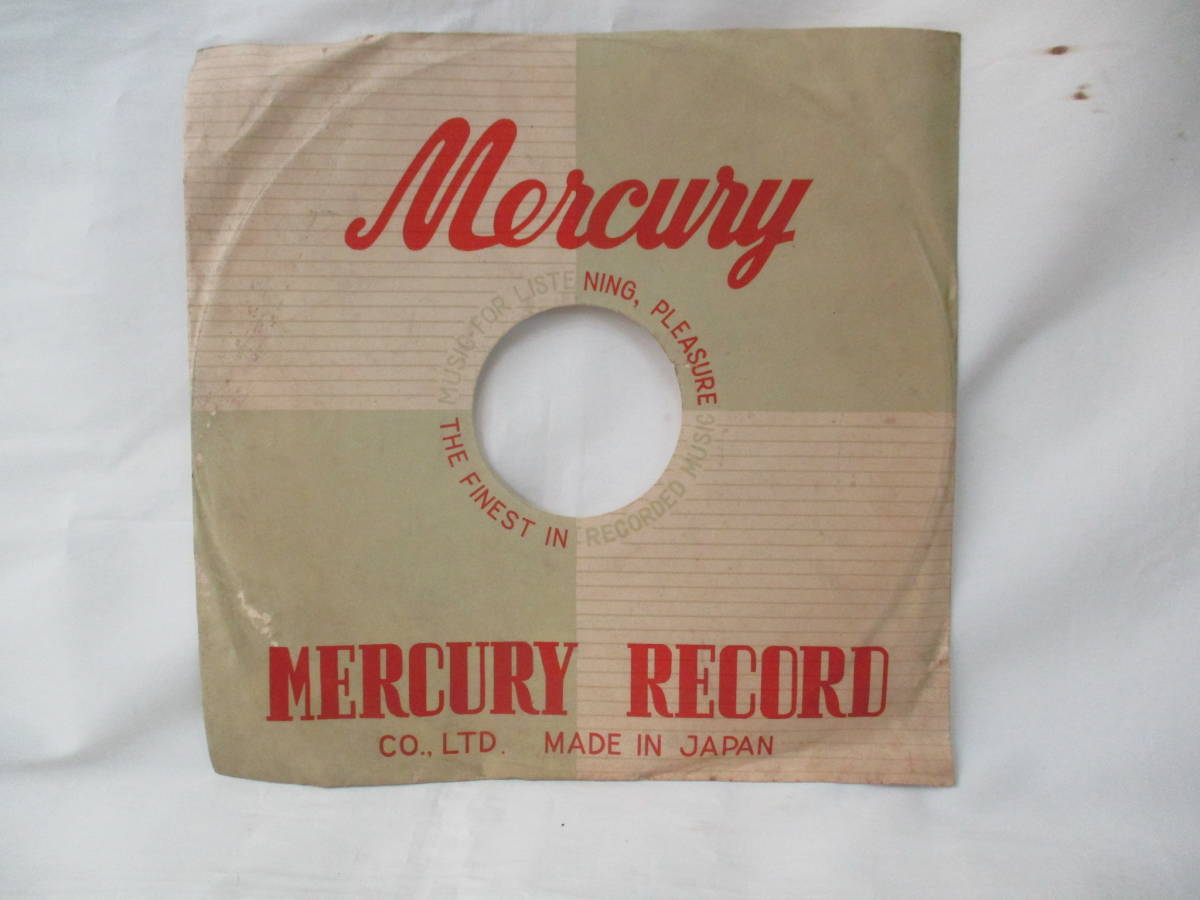 Mercury
MUSIC FOR LISTENING, PLEASURE
THE FINEST IN RECORDED MUSIC
MERCURY RECORD
CO., LTD. MADE IN JAPAN